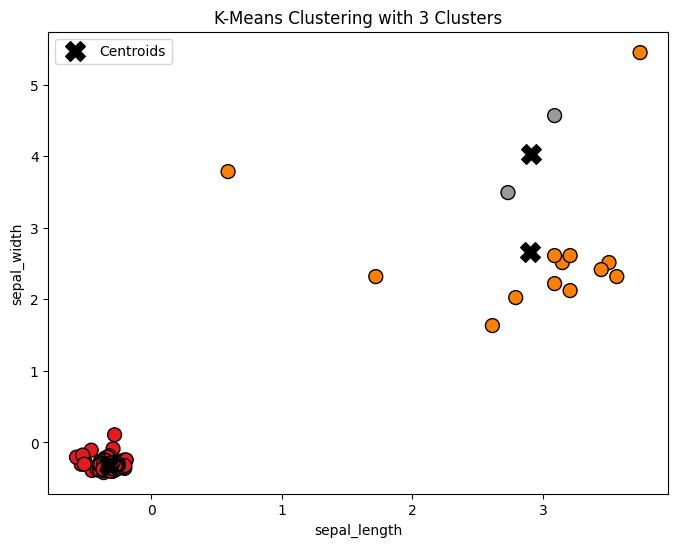 K-Means Clustering with 3 Clusters
Centroids
5
4
3
2
1
0
sepal_width
0
1
2
3
sepal_length